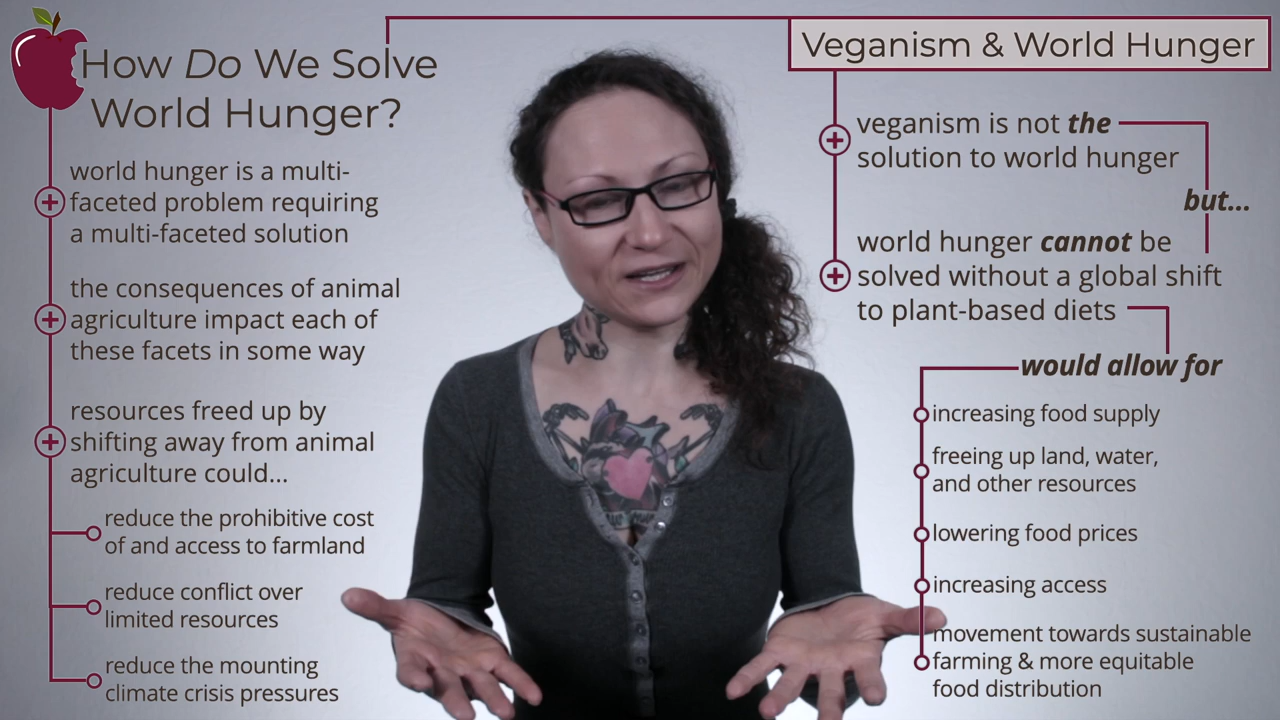 How Do We Solve
World Hunger?
world hunger is a multi-
faceted problem requiring
a multi-faceted solution
the consequences of animal
agriculture impact each of
these facets in some way
resources freed up by
shifting away from animal
agriculture could...
reduce the prohibitive cost
of and access to farmland
reduce conflict over
limited resources
reduce the mounting
climate crisis pressures
Veganism & World Hunger
veganism is not the
solution to world hunger
but...
world hunger cannot be
solved without a global shift
to plant-based diets
would allow for
increasing food supply
freeing up land, water,
and other resources
lowering food prices
increasing access
movement towards sustainable
farming & more equitable
food distribution